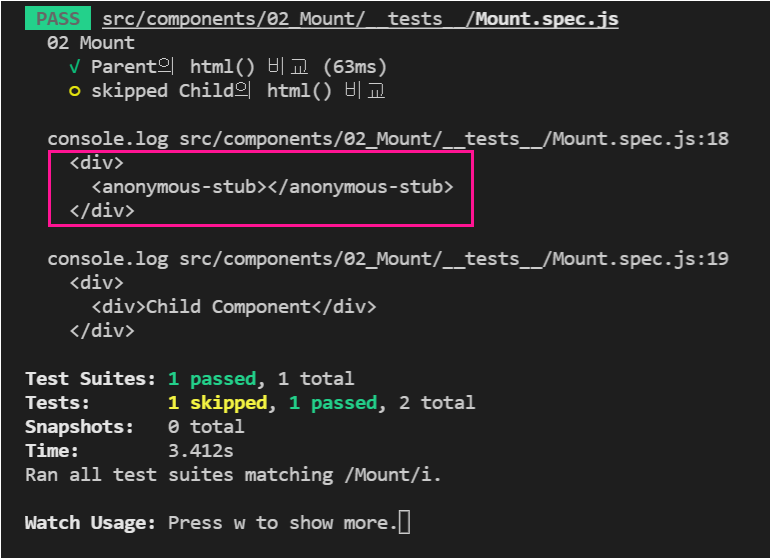 PASS src/components/02_Mount/__tests__/Mount.spec.js
02 Mount
√ Parent의 html() 비교 (63ms)
○ skipped Child의 html() 비교
console.log src/components/02_Mount/__tests__/Mount.spec.js:18
<div>
<anonymous-stub></anonymous-stub>
</div>
console.log src/components/02_Mount/__tests__/Mount.spec.js:19
<div>
<div>Child Component</div>
</div>
Test Suites: 1 passed, 1 total
Tests: 1 skipped, 1 passed, 2 total
Snapshots: 0 total
Time: 3.412s
Ran all test suites matching /Mount/i.
Watch Usage: Press w to show more.